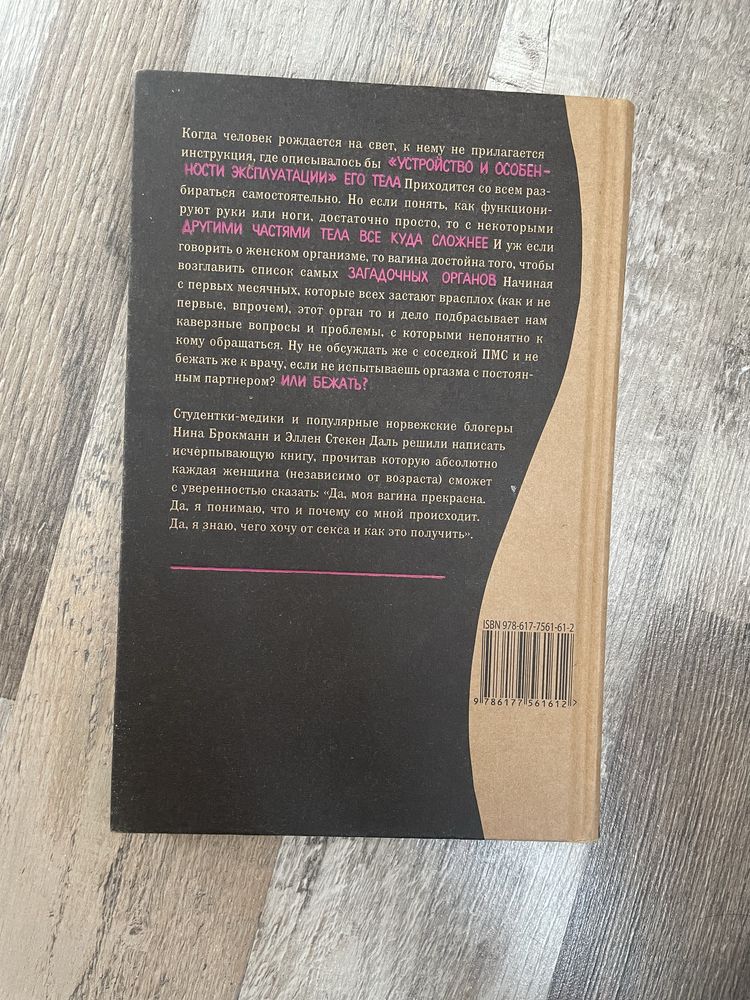 Когда человек рождается на свет, к нему не прилагается
инструкция, где описывалось бы «УСТРОЙСТВО И ОСОБЕН-
НОСТИ ЭКСПЛУАТАЦИИ» ЕГО ТЕЛА Приходится со всем раз-
бираться самостоятельно. Но если понять, как функциони-
руют руки или ноги, достаточно просто, то с некоторыми
ДРУГИМИ ЧАСТЯМИ ТЕЛА ВСЕ КУДА СЛОЖНЕЕ И уж если
говорить о женском организме, то вагина достойна того, чтобы
возглавить список самых ЗАГАДОЧНЫХ ОРГАНОВ Начиная
с первых месячных, которые всех застают врасплох (как и не
первые, впрочем), этот орган то и дело подбрасывает нам
каверзные вопросы и проблемы, с которыми непонятно к
кому обращаться. Ну не обсуждать же с соседкой ПМС и не
бежать же к врачу, если не испытываешь оргазма с постоян-
ным партнером? ИЛИ БЕЖАТЬ?
Студентки-медики и популярные норвежские блогеры
Нина Брокманн и Эллен Стекен Даль решили написать
исчерпывающую книгу, прочитав которую абсолютно
каждая женщина (независимо от возраста) сможет
с уверенностью сказать: «Да, моя вагина прекрасна.
Да, я понимаю, что и почему со мной происходит.
Да, я знаю, чего хочу от секса и как это получить».
ISBN 978-617-7561-61-2
9 786177 561612 >